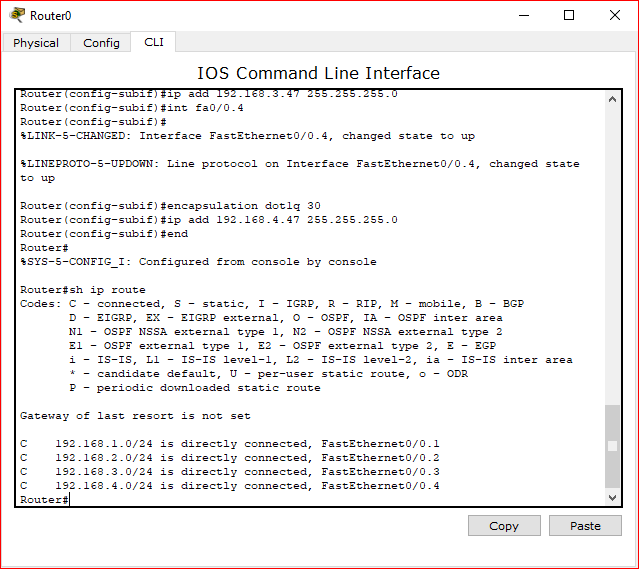 Router0
Physical Config CLI
IOS Command Line Interface
Router(config-subif)#ip add 192.168.3.47 255.255.255.0
Router(config-subif)#int fa0/0.4
Router(config-subif)#
%LINK-5-CHANGED: Interface FastEthernet0/0.4, changed state to up
%LINEPROTO-5-UPDOWN: Line protocol on Interface FastEthernet0/0.4, changed state
to up
Router(config-subif)#encapsulation dot1q 30
Router(config-subif)#ip add 192.168.4.47 255.255.255.0
Router(config-subif)#end
Router#
%SYS-5-CONFIG_I: Configured from console by console
Router#sh ip route
Codes: C - connected, S - static, I - IGRP, R - RIP, M - mobile, B - BGP
D - EIGRP, EX - EIGRP external, O - OSPF, IA - OSPF inter area
N1 - OSPF NSSA external type 1, N2 - OSPF NSSA external type 2
E1 - OSPF external type 1, E2 - OSPF external type 2, E - EGP
i - IS-IS, L1 - IS-IS level-1, L2 - IS-IS level-2, ia - IS-IS inter area
* - candidate default, U - per-user static route, o - ODR
P - periodic downloaded static route
Gateway of last resort is not set
C 192.168.1.0/24 is directly connected, FastEthernet0/0.1
C 192.168.2.0/24 is directly connected, FastEthernet0/0.2
C 192.168.3.0/24 is directly connected, FastEthernet0/0.3
C 192.168.4.0/24 is directly connected, FastEthernet0/0.4
Router#
Copy Paste